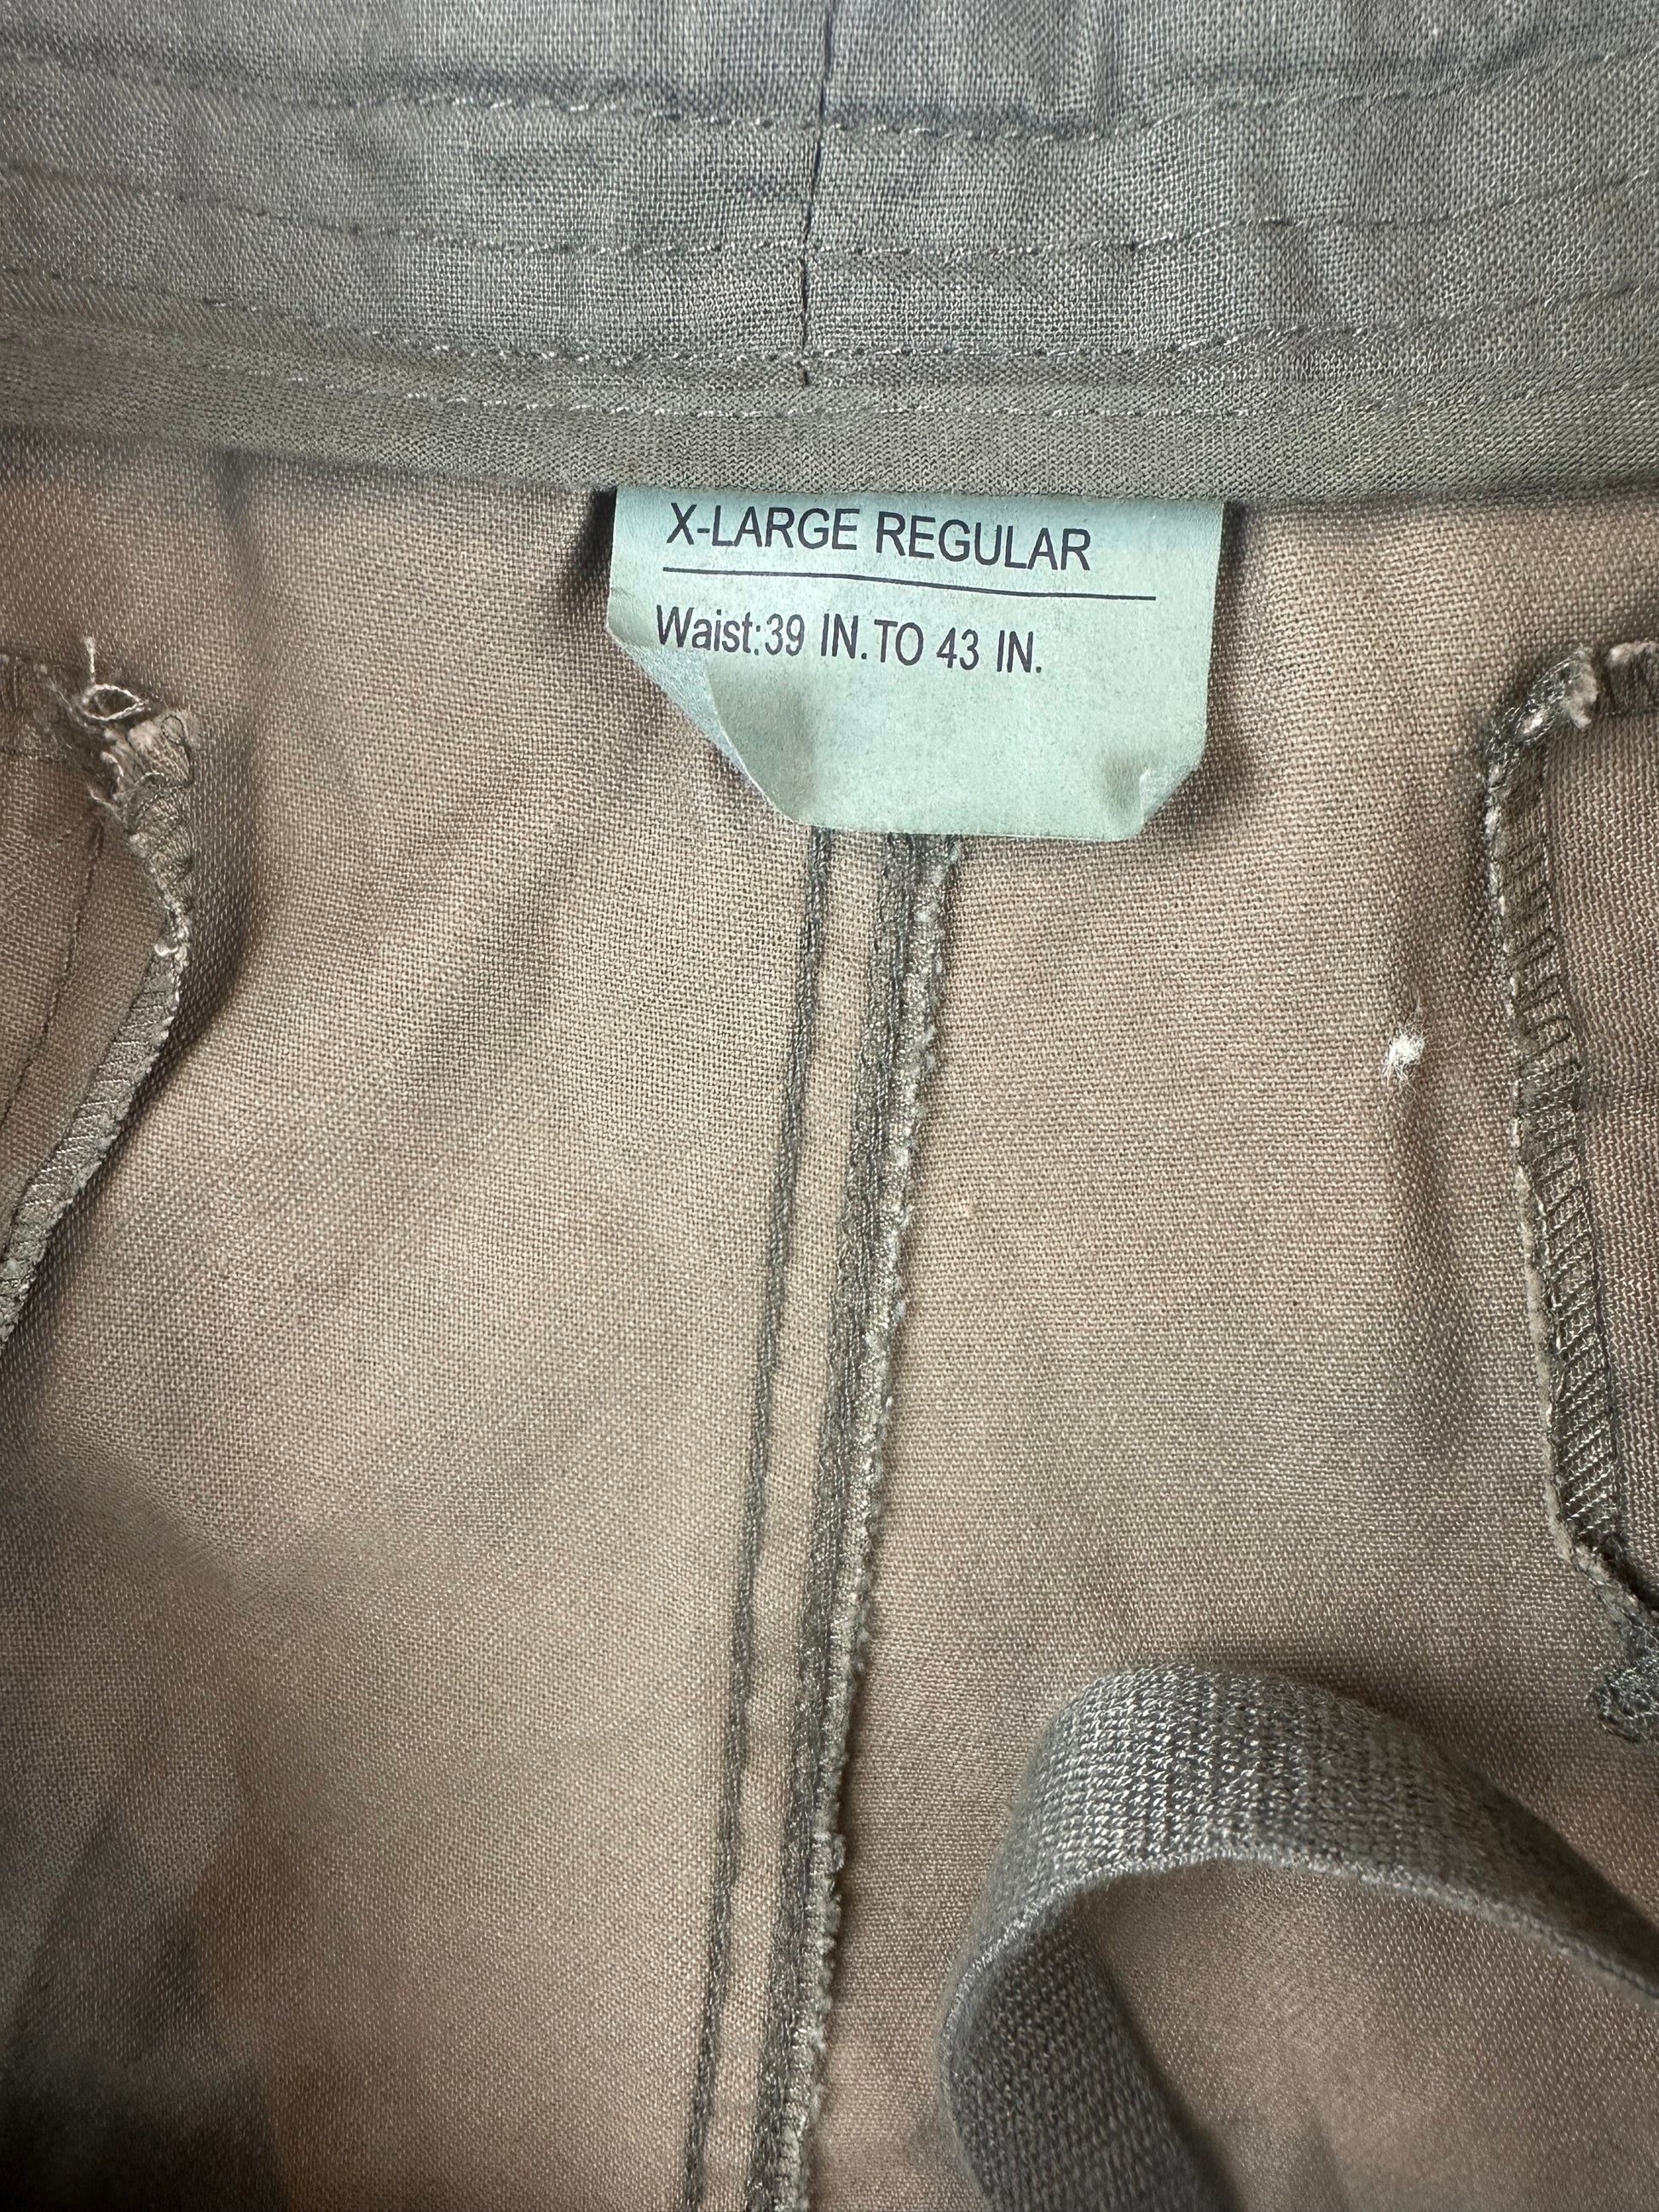 X-LARGE REGULAR
Waist:39 IN.TO 43 IN.